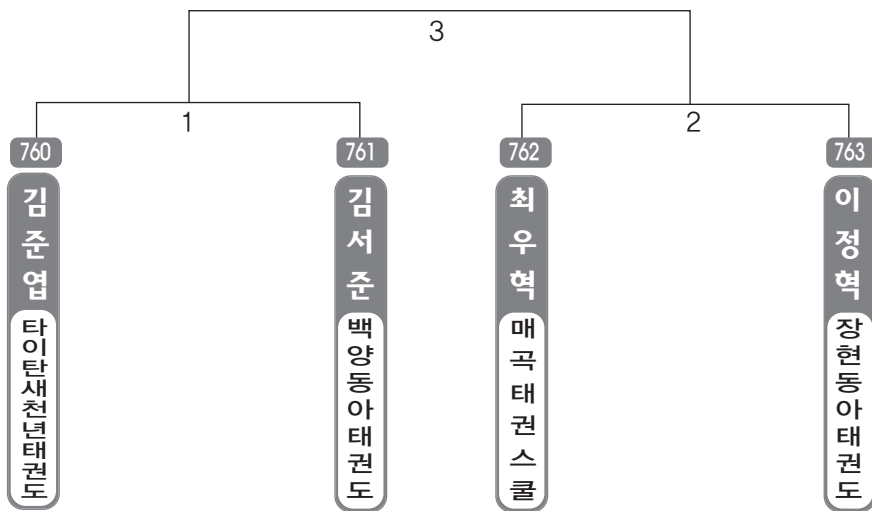 3
1
2
760
761
762
763
김준엽
김서준
최우혁
이정혁
타이탄새천년태권도
백양동아태권도
매곡태권스쿨
장현동아태권도